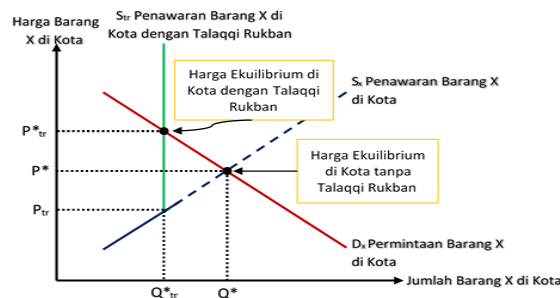 Harga Barang
X di Kota
Str Penawaran Barang X di
Kota dengan Talaqqi Rukban
Harga Ekuilibrium di
Kota dengan Talaqqi
Rukban
Sx Penawaran Barang X
di Kota
P*tr
P*
Ptr
Harga Ekuilibrium
di Kota tanpa
Talaqqi Rukban
Dx Permintaan Barang X
di Kota
Q*tr
Q*
Jumlah Barang X di Kota